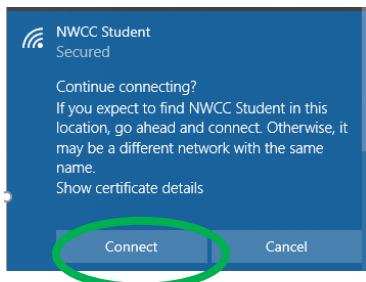 NWCC Student
Secured
Continue connecting?
If you expect to find NWCC Student in this
location, go ahead and connect. Otherwise, it
may be a different network with the same
name.
Show certificate details
Connect Cancel